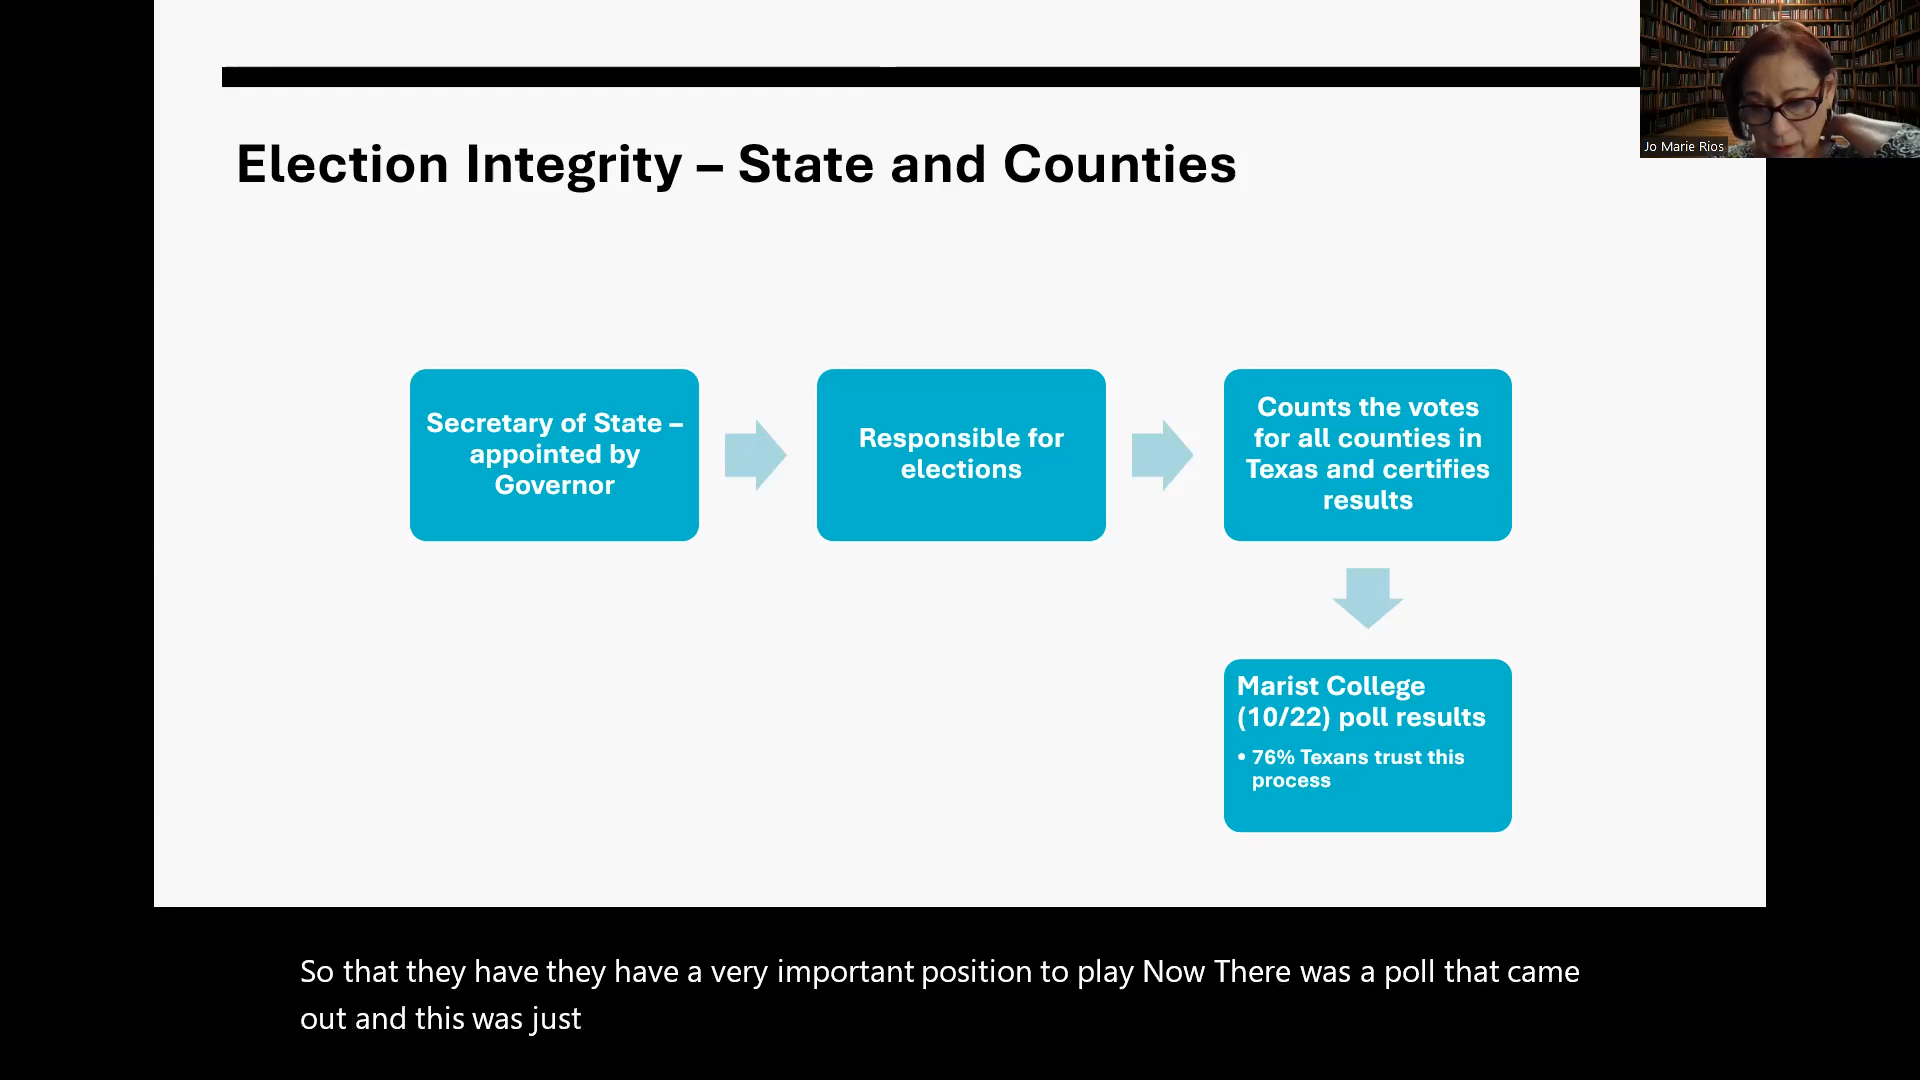 Jo Marie Rios
Election Integrity – State and Counties
Secretary of State –
appointed by
Governor
Responsible for
elections
Counts the votes
for all counties in
Texas and certifies
results
Marist College
(10/22) poll results
• 76% Texans trust this
process
So that they have they have a very important position to play Now There was a poll that came
out and this was just